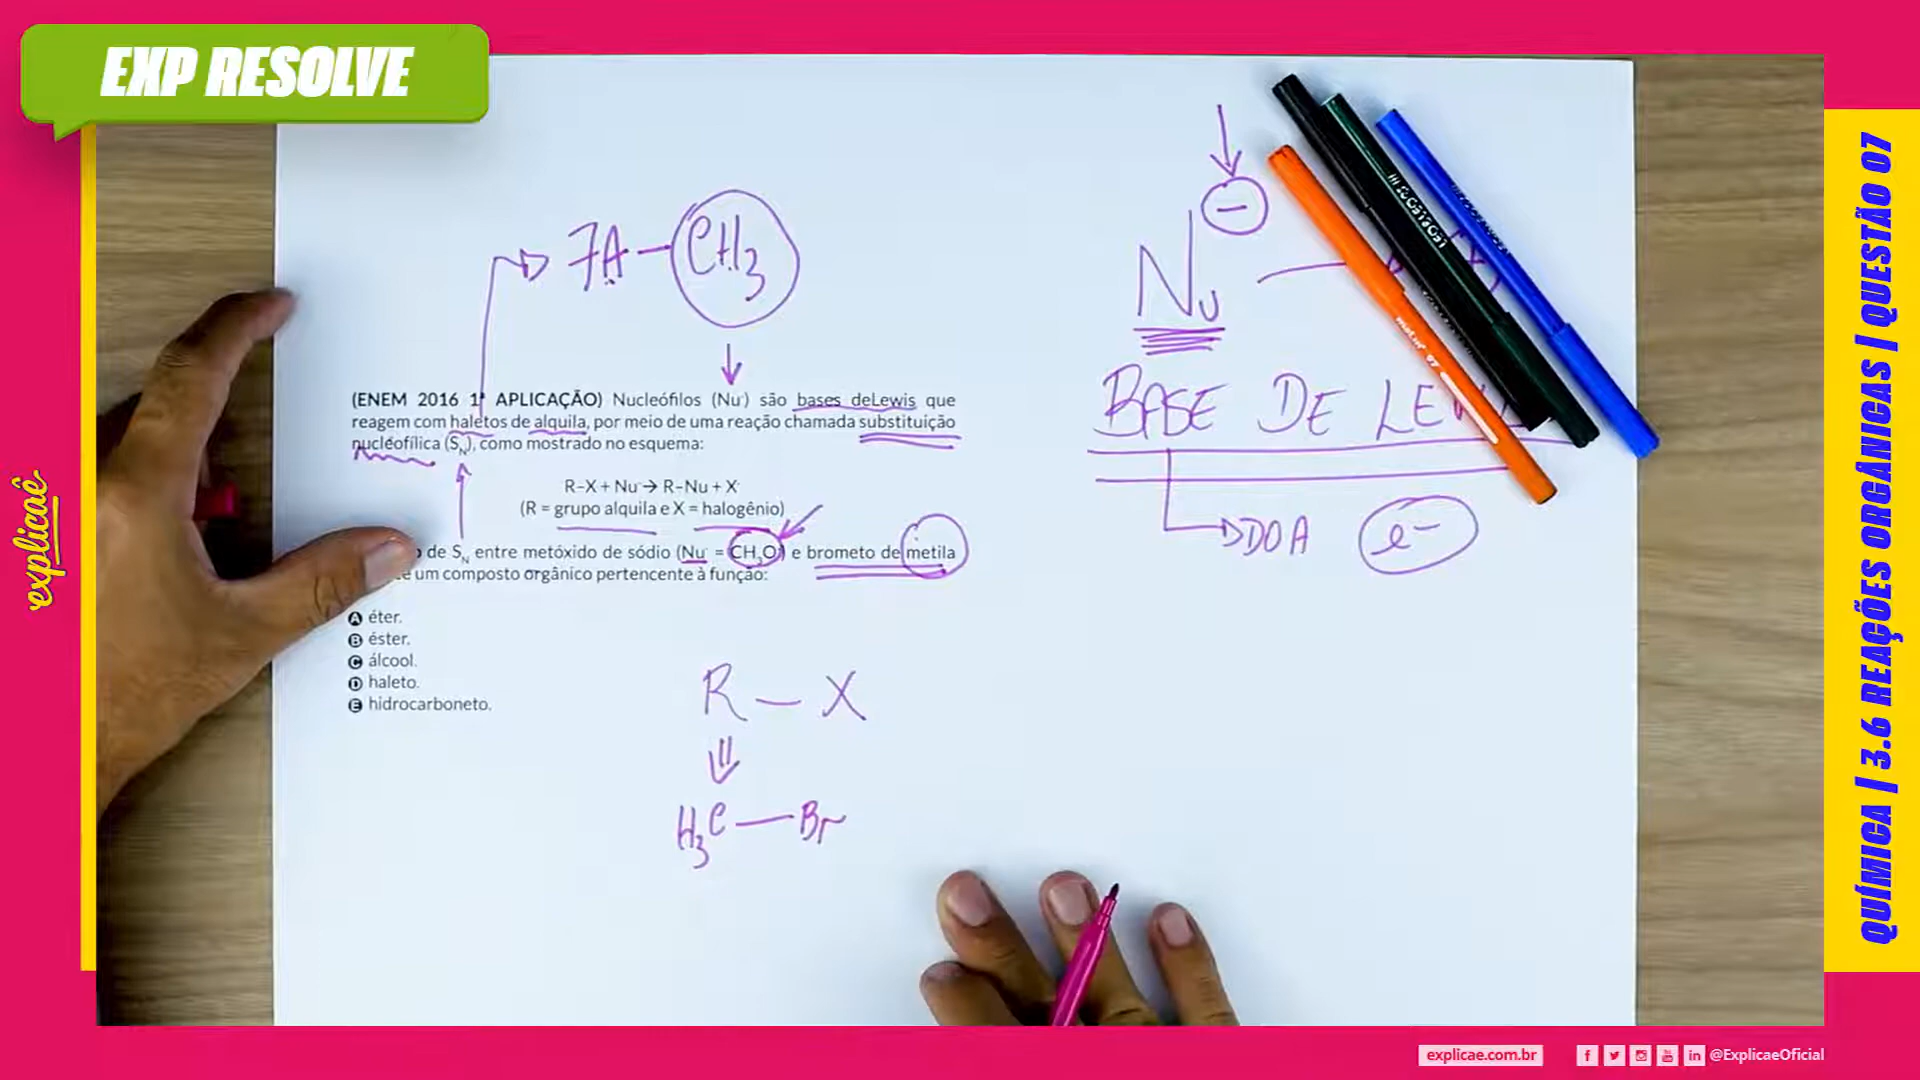 EXP RESOLVE
7A—CH3
(ENEM 2016 1ª APLICAÇÃO) Nucleófilos (Nu⁻) são bases deLewis que
reagem com haletos de alquila, por meio de uma reação chamada substituição
nucleofílica (SN), como mostrado no esquema:
R–X + Nu⁻→ R–Nu + X⁻
(R = grupo alquila e X = halogênio)
de SN entre metóxido de sódio (Nu⁻ = CH3O⁻) e brometo de metila
um composto orgânico pertencente à função:
A éter.
B éster.
C álcool.
D haleto.
E hidrocarboneto.
R — X
H3C — Br
Nu⁻
BASE DE
DOA e⁻
explicaê
QUÍMICA | 3.6 REAÇÕES ORGÂNICAS | QUESTÃO 07
explicae.com.br
@ExplicaeOficial